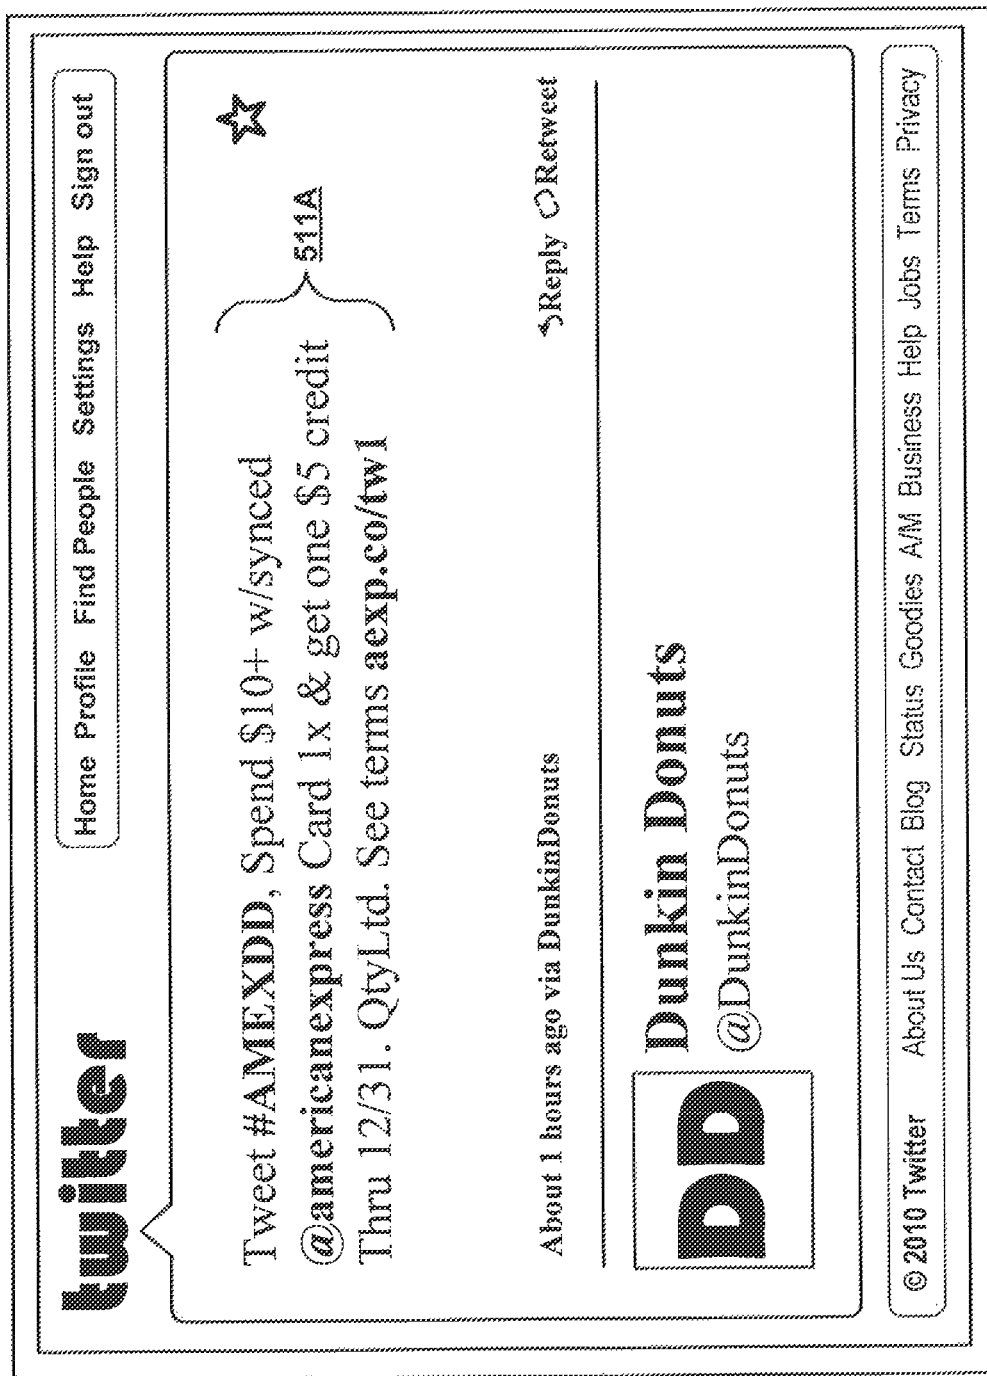 twitter
Home Profile Find People Settings Help Sign out
Tweet #AMEXDD, Spend $10+ w/synced
@americanexpress Card 1x & get one $5 credit
Thru 12/31. QtyLtd. See terms aexp.co/tw1
511A
About 1 hours ago via DunkinDonuts
Reply Retweet
DD
Dunkin Donuts
@DunkinDonuts
© 2010 Twitter About Us Contact Blog Status Goodies A/M Business Help Jobs Terms Privacy